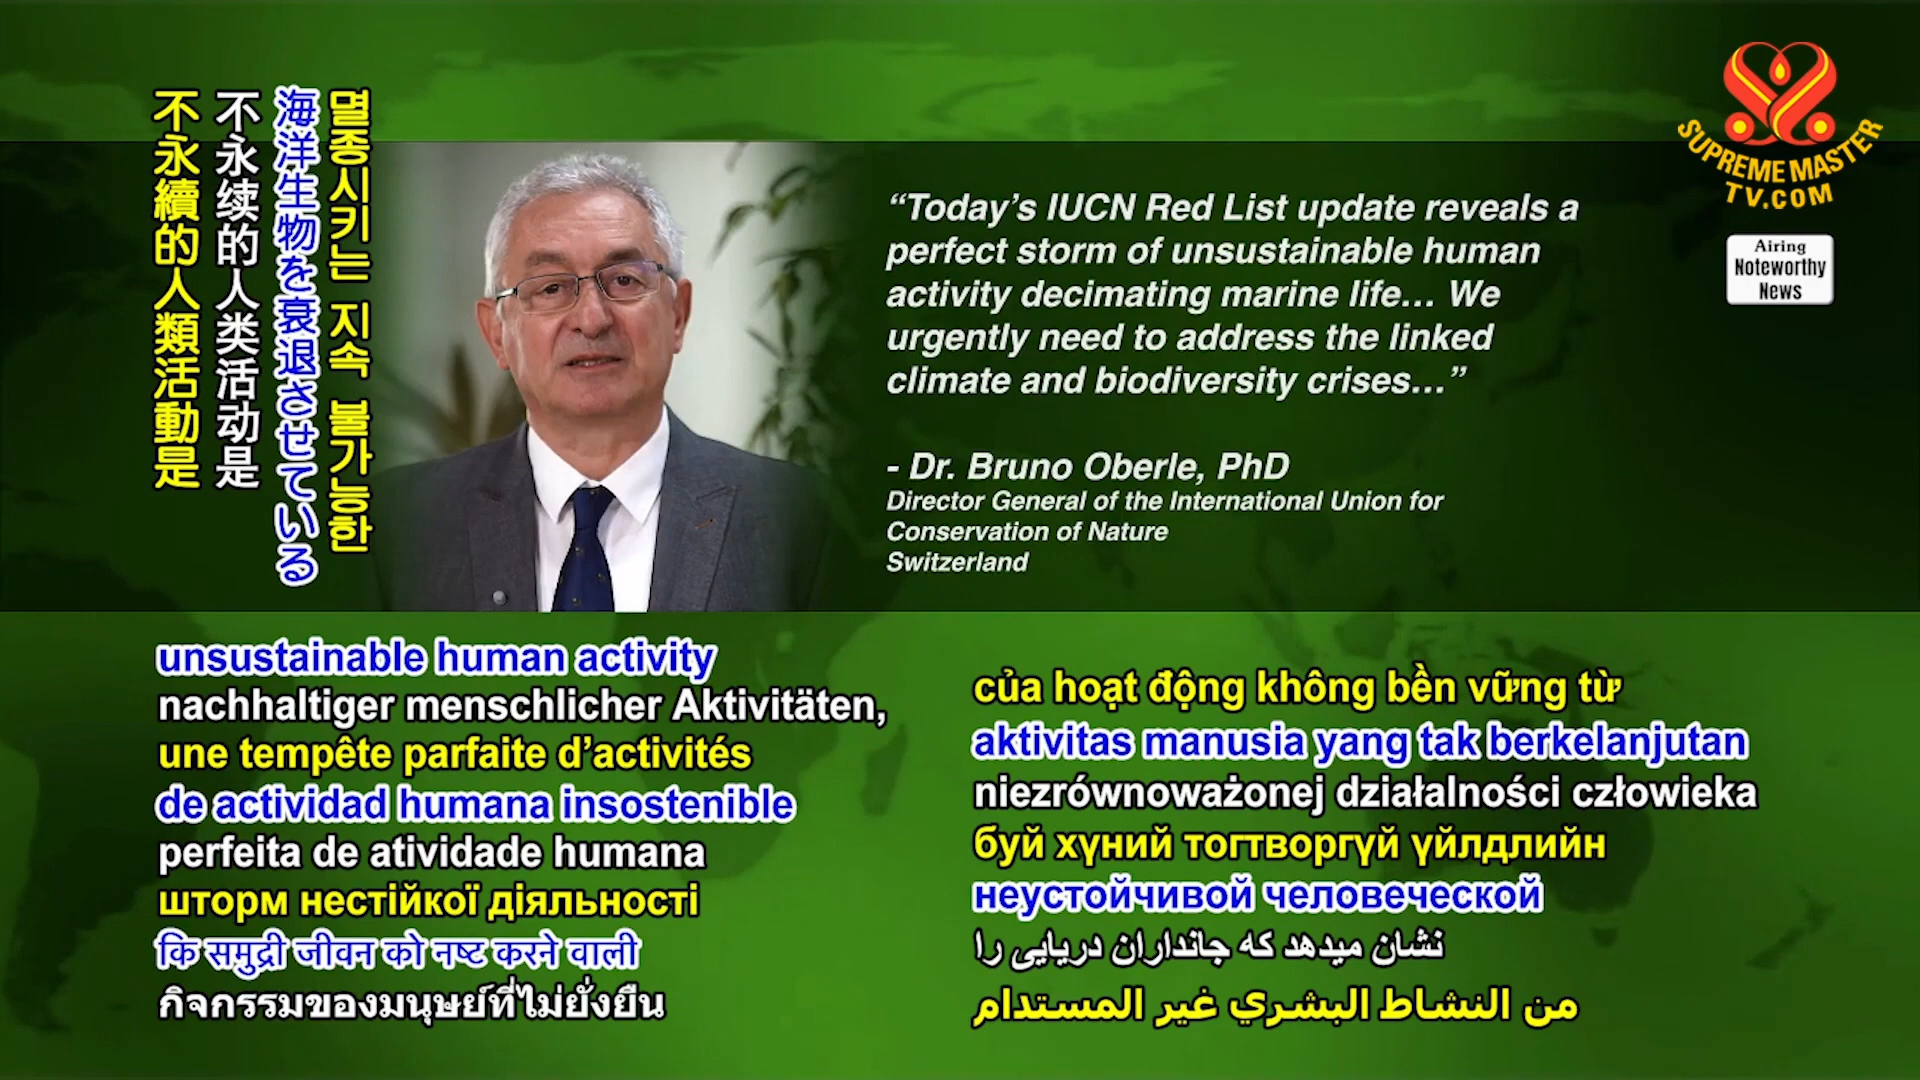 不永續的人類活動是
不永续的人类活动是
海洋生物を衰退させている
멸종시키는 지속 불가능한
“Today’s IUCN Red List update reveals a
perfect storm of unsustainable human
activity decimating marine life… We
urgently need to address the linked
climate and biodiversity crises…”
- Dr. Bruno Oberle, PhD
Director General of the International Union for
Conservation of Nature
Switzerland
SUPREME MASTER
TV.COM
Airing
Noteworthy
News
unsustainable human activity
nachhaltiger menschlicher Aktivitäten,
une tempête parfaite d’activités
de actividad humana insostenible
perfeita de atividade humana
шторм нестійкої діяльності
कि समुद्री जीवन को नष्ट करने वाली
กิจกรรมของมนุษย์ที่ไม่ยั่งยืน
của hoạt động không bền vững từ
aktivitas manusia yang tak berkelanjutan
niezrównoważonej działalności człowieka
буй хүний тогтворгүй үйлдлийн
неустойчивой человеческой
نشان میدهد که جانداران دریایی را
من النشاط البشري غير المستدام